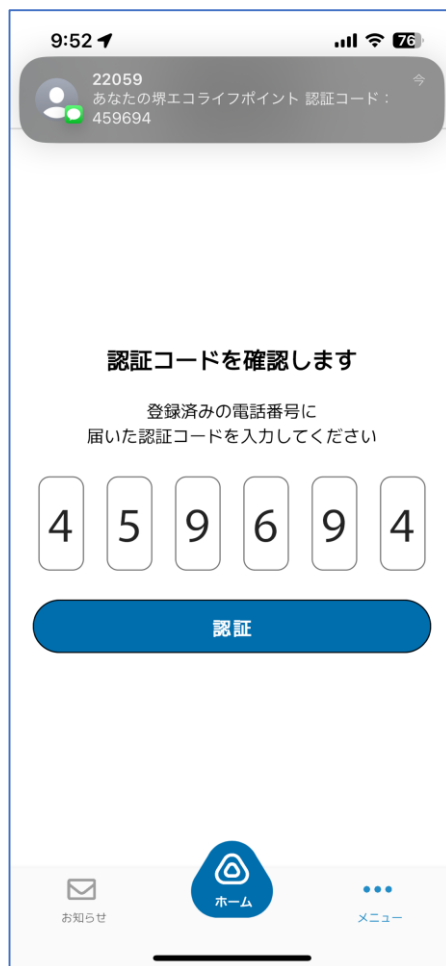 9:52
76
22059
今
あなたの堺エコライフポイント 認証コード：
459694
認証コードを確認します
登録済みの電話番号に
届いた認証コードを入力してください
4 5 9 6 9 4
認証
お知らせ
ホーム
メニュー